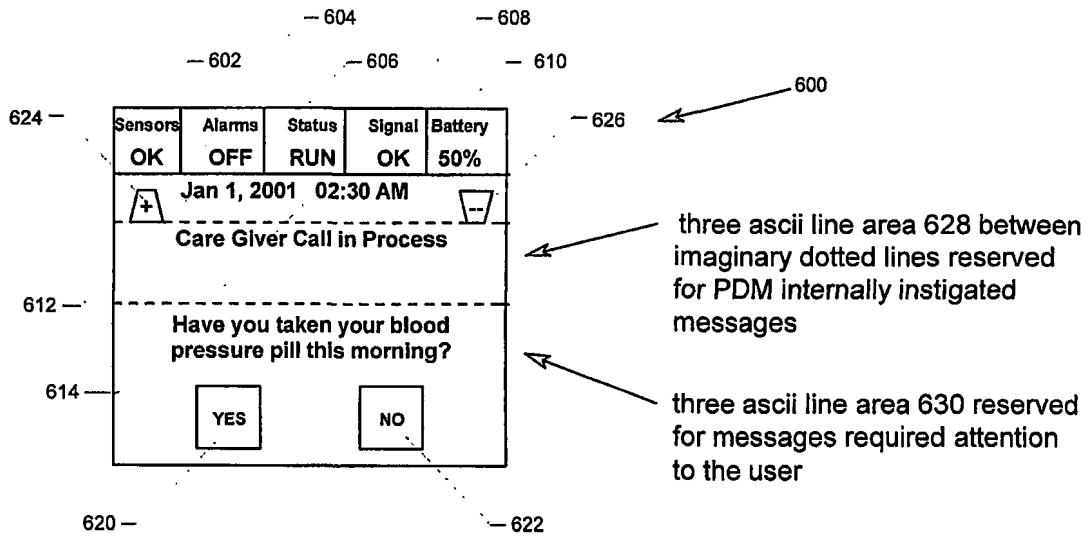 604 608
602 606 610
600
624 626
Sensors Alarms Status Signal Battery
OK OFF RUN OK 50%
Jan 1, 2001 02:30 AM
+ --
Care Giver Call in Process
three ascii line area 628 between
imaginary dotted lines reserved
for PDM internally instigated
messages
612
Have you taken your blood
pressure pill this morning?
614
YES NO
three ascii line area 630 reserved
for messages required attention
to the user
620 622